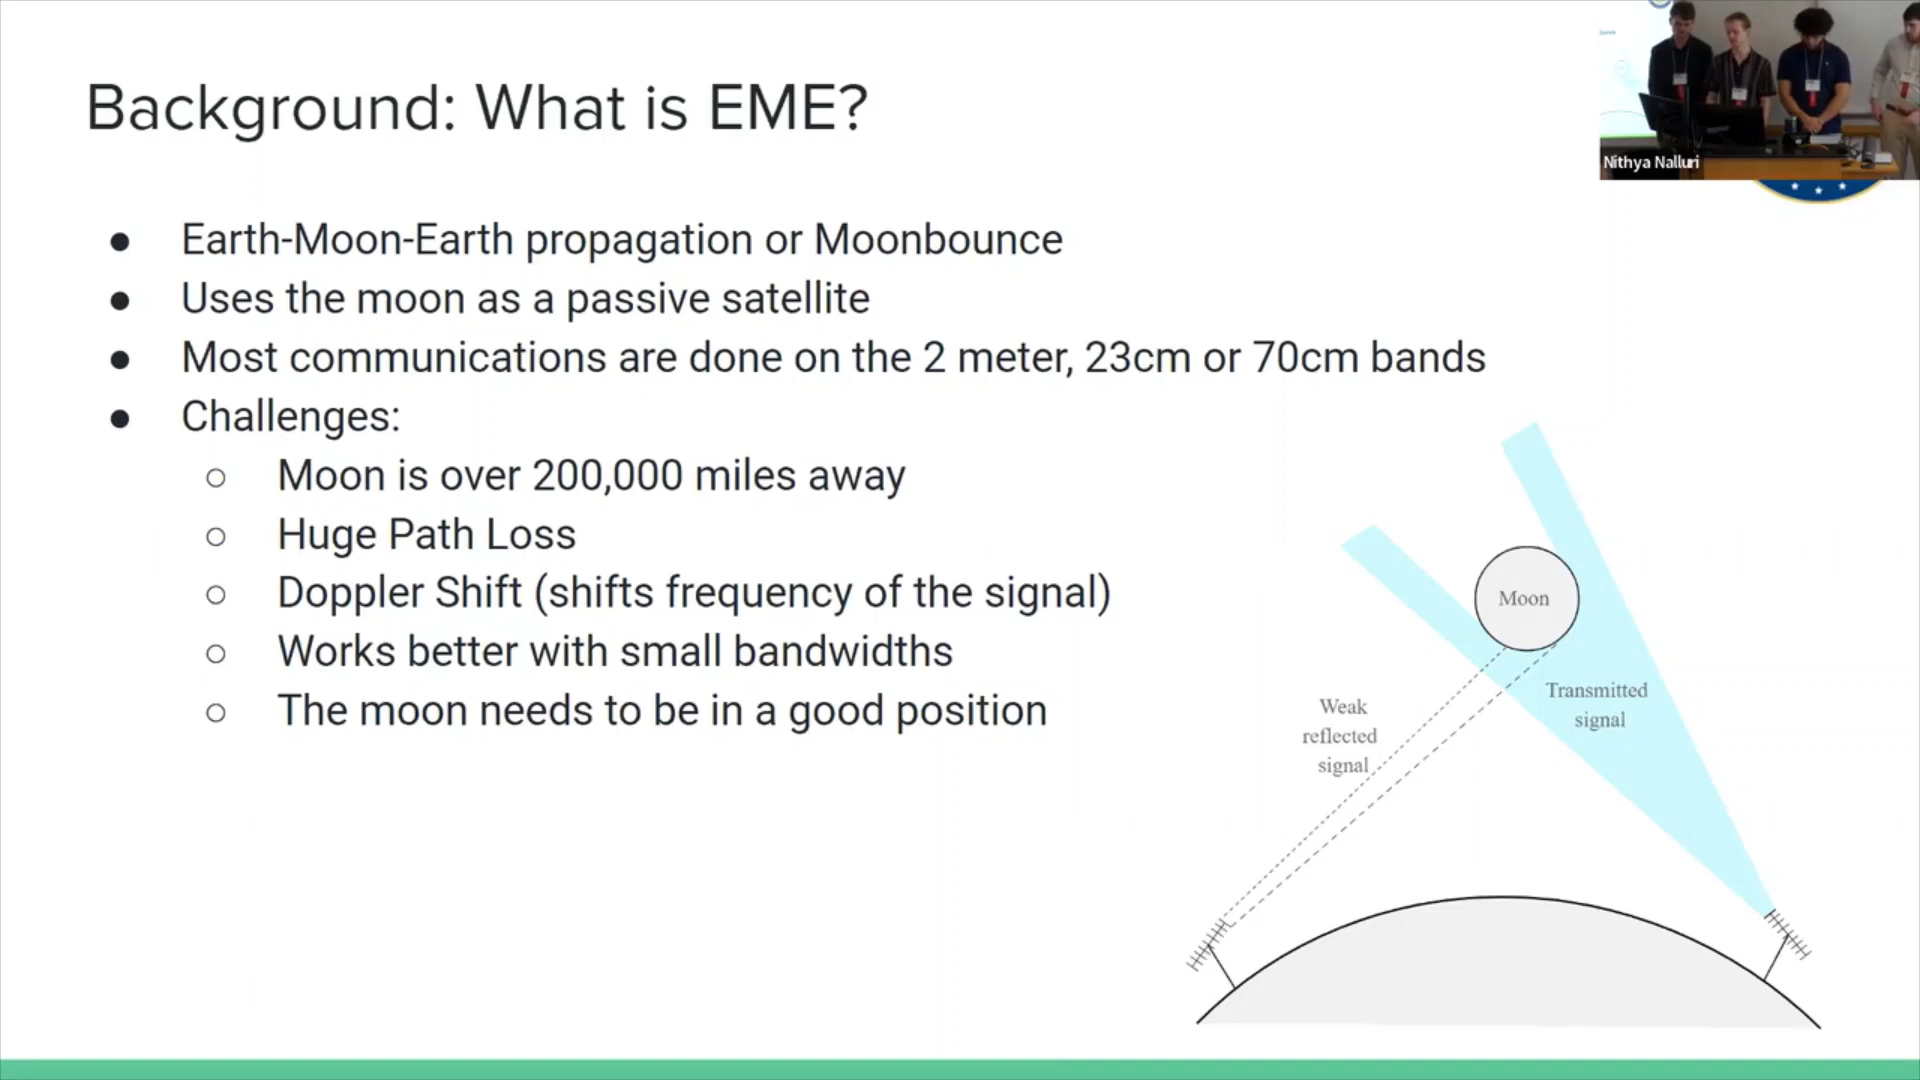 Background: What is EME?
Nithya Nalluri
● Earth-Moon-Earth propagation or Moonbounce
● Uses the moon as a passive satellite
● Most communications are done on the 2 meter, 23cm or 70cm bands
● Challenges:
○ Moon is over 200,000 miles away
○ Huge Path Loss
○ Doppler Shift (shifts frequency of the signal)
○ Works better with small bandwidths
○ The moon needs to be in a good position
Moon
Transmitted
signal
Weak
reflected
signal